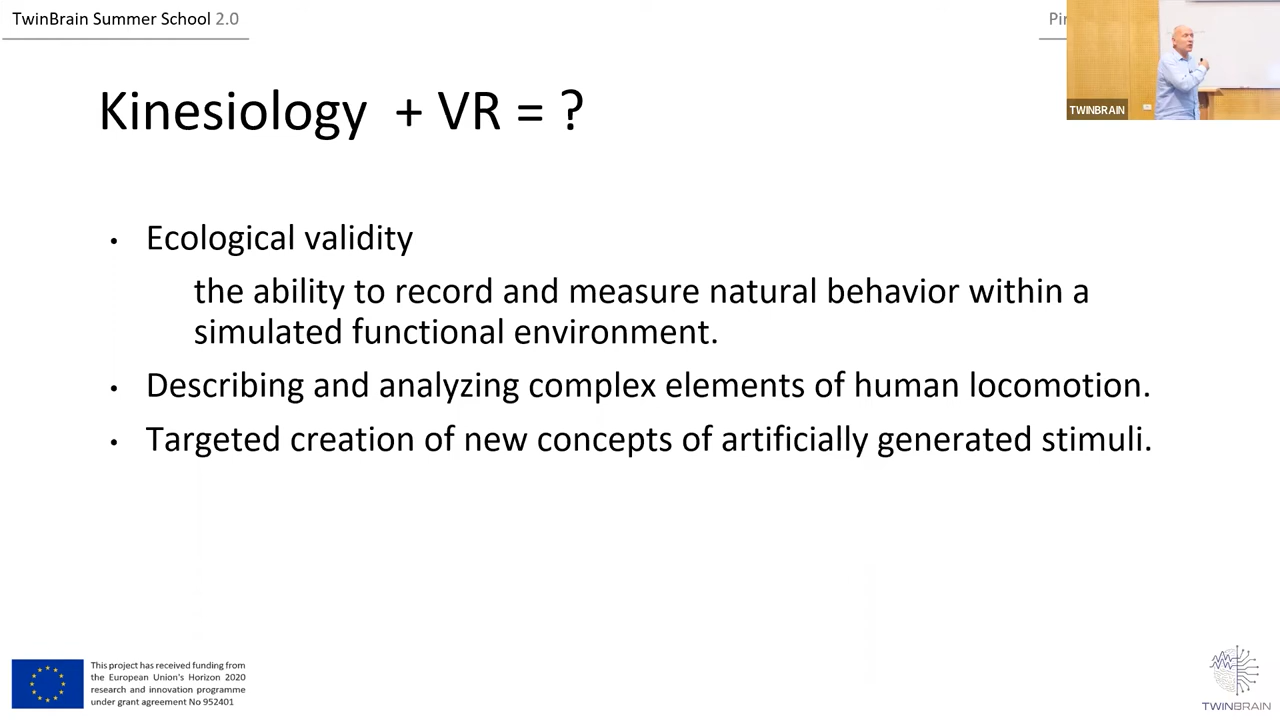 TwinBrain Summer School 2.0
TWINBRAIN
Kinesiology + VR = ?
• Ecological validity
the ability to record and measure natural behavior within a
simulated functional environment.
• Describing and analyzing complex elements of human locomotion.
• Targeted creation of new concepts of artificially generated stimuli.
This project has received funding from
the European Union's Horizon 2020
research and innovation programme
under grant agreement No 952401
TWINBRAIN